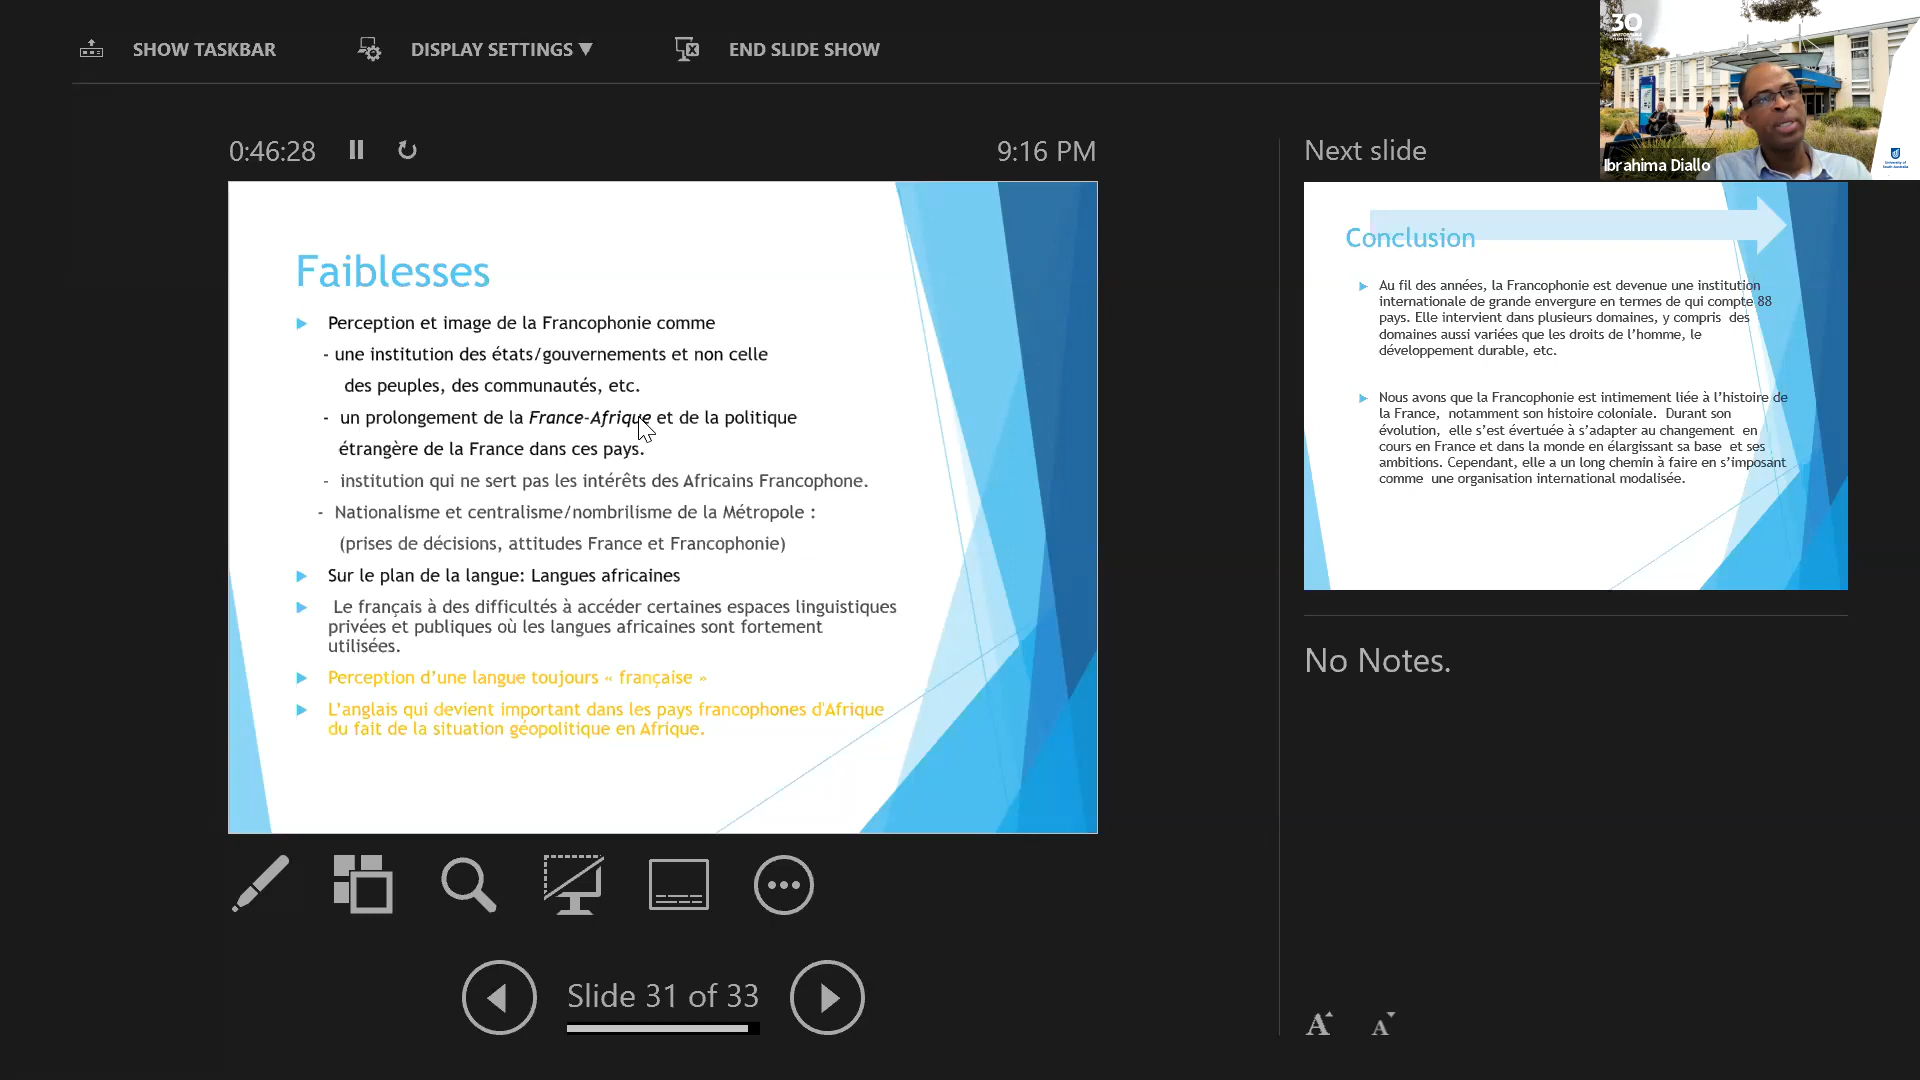 SHOW TASKBAR
DISPLAY SETTINGS ▼
END SLIDE SHOW
30
Ibrahima Diallo
University of
South Australia
0:46:28
9:16 PM
Faiblesses
Perception et image de la Francophonie comme
- une institution des états/gouvernements et non celle
des peuples, des communautés, etc.
- un prolongement de la France-Afrique et de la politique
étrangère de la France dans ces pays.
- institution qui ne sert pas les intérêts des Africains Francophone.
- Nationalisme et centralisme/nombrilisme de la Métropole :
(prises de décisions, attitudes France et Francophonie)
Sur le plan de la langue: Langues africaines
Le français à des difficultés à accéder certaines espaces linguistiques
privées et publiques où les langues africaines sont fortement
utilisées.
Perception d'une langue toujours « française »
L'anglais qui devient important dans les pays francophones d'Afrique
du fait de la situation géopolitique en Afrique.
Slide 31 of 33
Next slide
Conclusion
Au fil des années, la Francophonie est devenue une institution
internationale de grande envergure en termes de qui compte 88
pays. Elle intervient dans plusieurs domaines, y compris des
domaines aussi variées que les droits de l'homme, le
développement durable, etc.
Nous avons que la Francophonie est intimement liée à l'histoire de
la France, notamment son histoire coloniale. Durant son
évolution, elle s'est évertuée à s'adapter au changement en
cours en France et dans la monde en élargissant sa base et ses
ambitions. Cependant, elle a un long chemin à faire en s'imposant
comme une organisation international modalisée.
No Notes.
A A